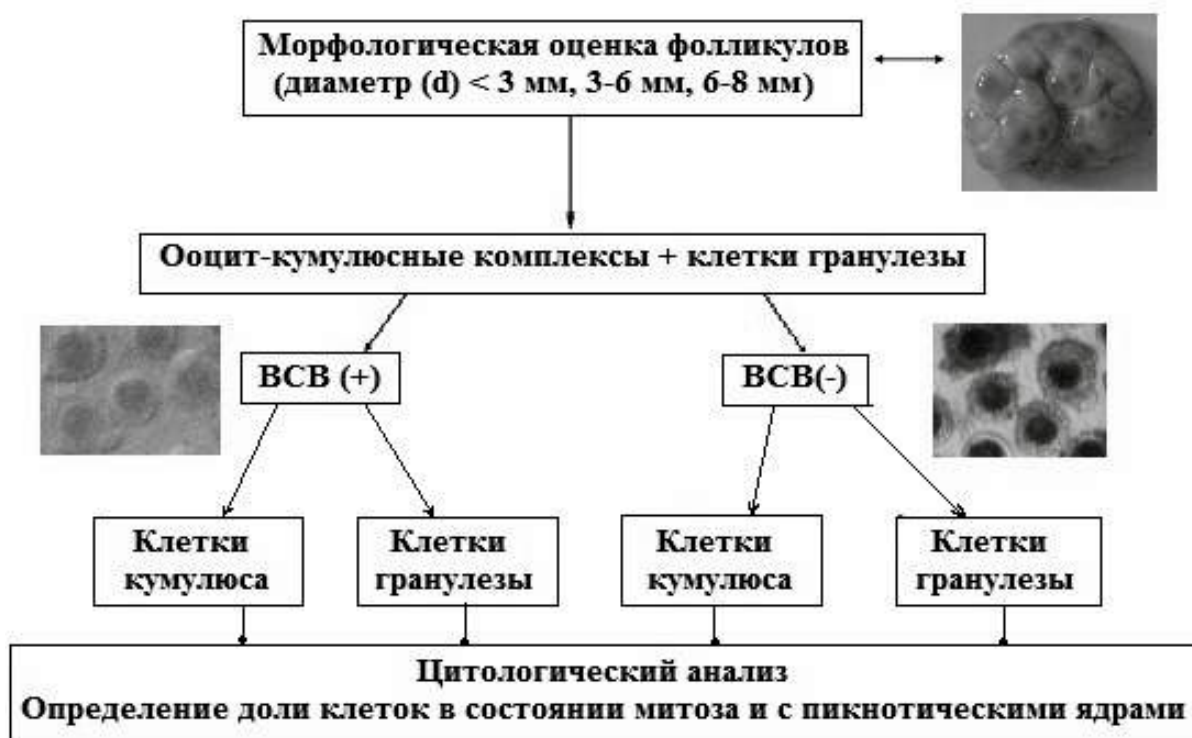 Морфологическая оценка фолликулов
(диаметр (d) < 3 мм, 3-6 мм, 6-8 мм)
Ооцит-кумулюсные комплексы + клетки гранулезы
BCB (+)
BCB(-)
Клетки
кумулюса
Клетки
гранулезы
Клетки
кумулюса
Клетки
гранулезы
Цитологический анализ
Определение доли клеток в состоянии митоза и с пикнотическими ядрами